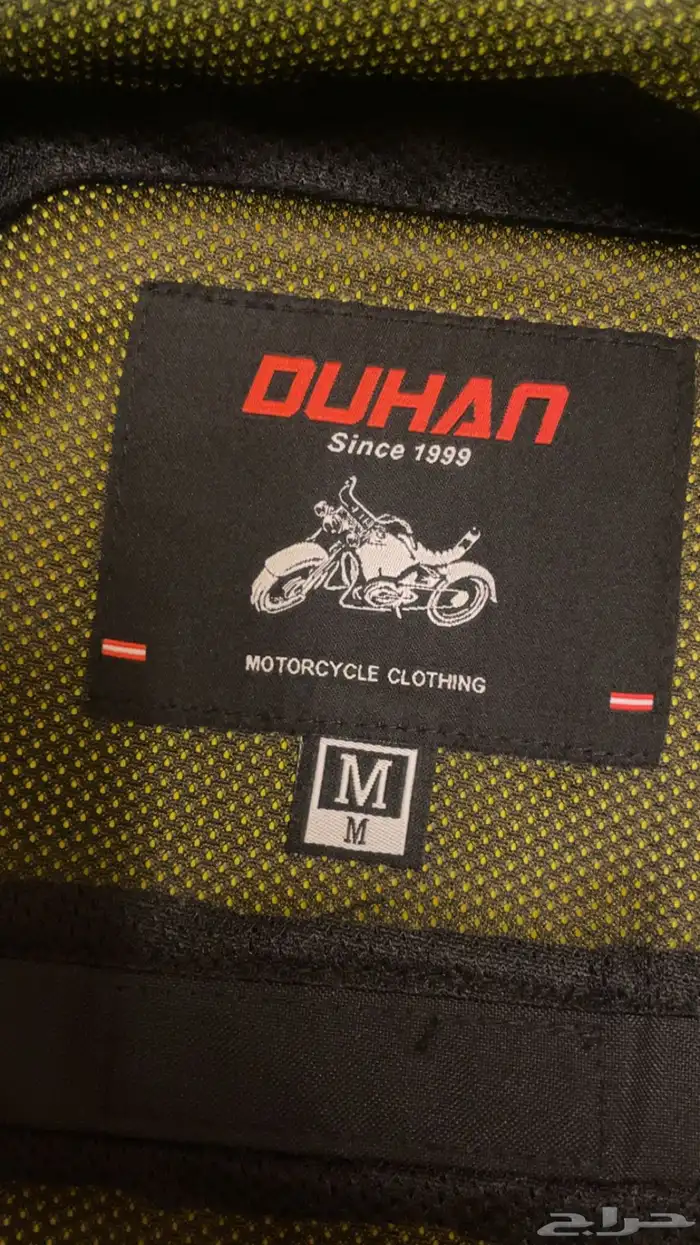 DUHAN
Since 1999
MOTORCYCLE CLOTHING
M
M
حراج